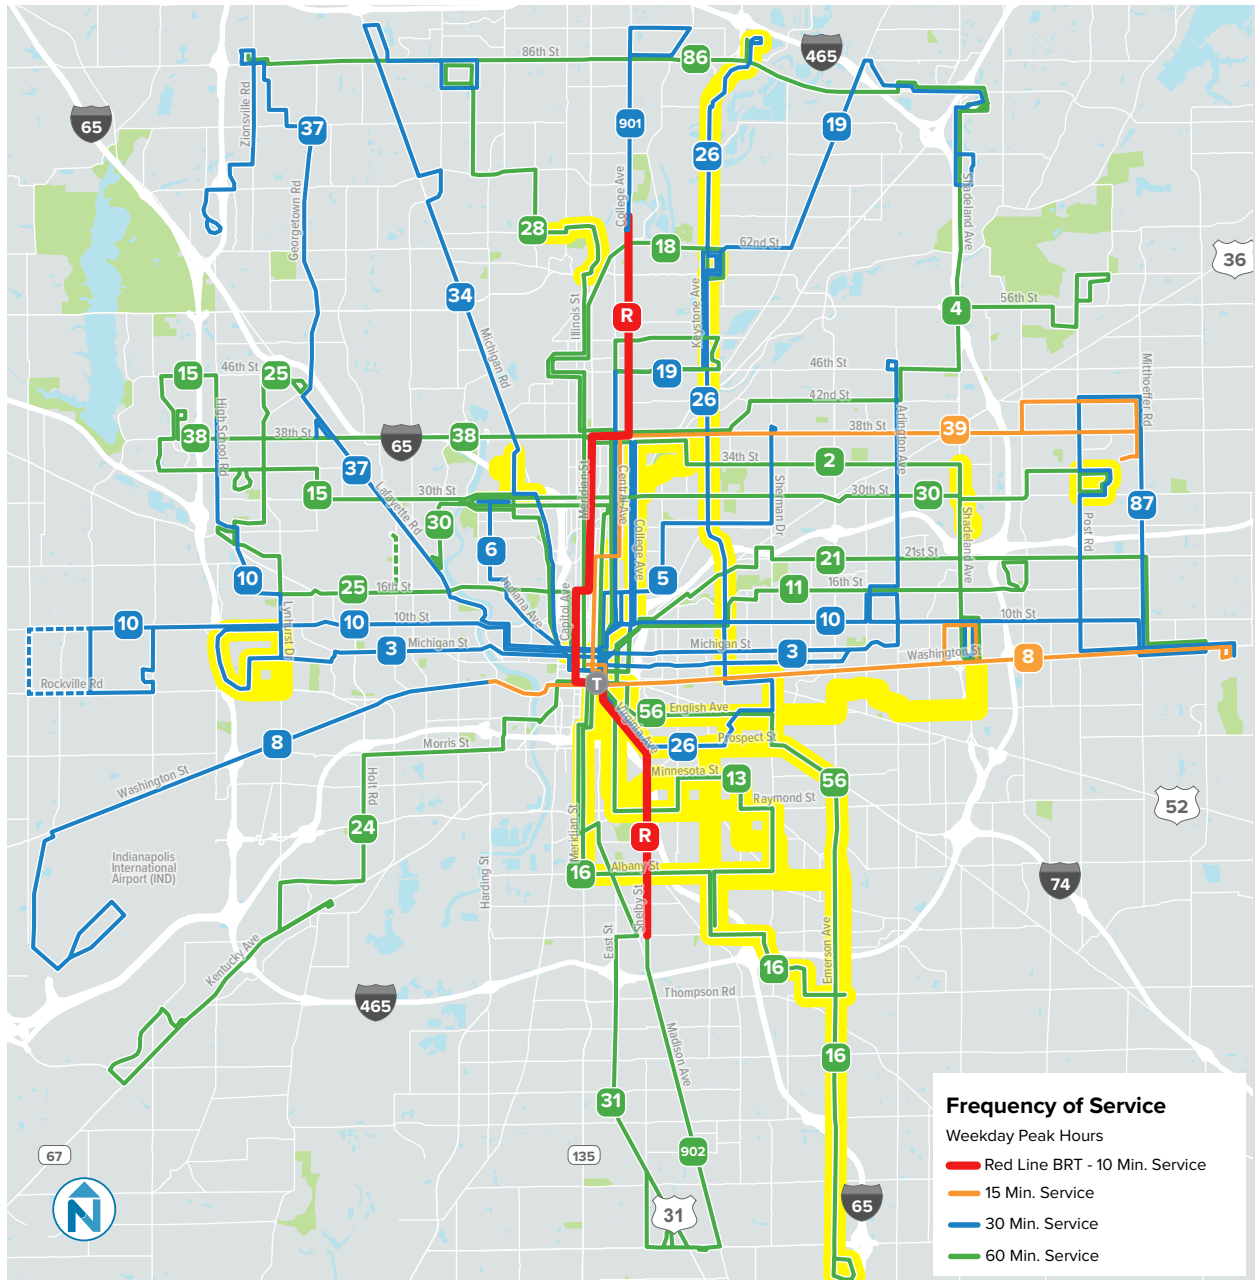 86th St
86
465
Zionsville Rd
65
37
901
19
26
College Ave
Shadeland Ave
Georgetown Rd
28
18
62nd St
36
34
56th St
4
Illinois St
R
Keystone Ave
Michigan Rd
46th St
15
25
19
46th St
Mitthoeffer Rd
26
42nd St
High School Rd
38
38th St
65
38
38th St
39
Arlington Ave
37
34th St
2
Meridian St
Central Ave
Lafayette Rd
30th St
15
30
30th St
30
Sherman Dr
87
Shadeland Ave
Post Rd
College Ave
6
21
21st St
10
5
25
16th St
11
16th St
Indiana Ave
Capitol Ave
Lynhurst D
10
10
10th St
10
10th St
3
Michigan St
Michigan St
3
Washington St
8
Rockville Rd
T
56
English Ave
Virginia Ave
8
Morris St
26
Prospect St
Washington St
Minnesota St
13
56
Holt Rd
Raymond St
52
24
Meridian St
R
Indianapolis
International
Airport (IND)
16
Albany St
74
Harding St
Shelby St
East St
Emerson Ave
Kentucky Ave
16
465
Thompson Rd
Madison Ave
16
31
902
67
135
N
31
65
Frequency of Service
Weekday Peak Hours
Red Line BRT - 10 Min. Service
15 Min. Service
30 Min. Service
60 Min. Service